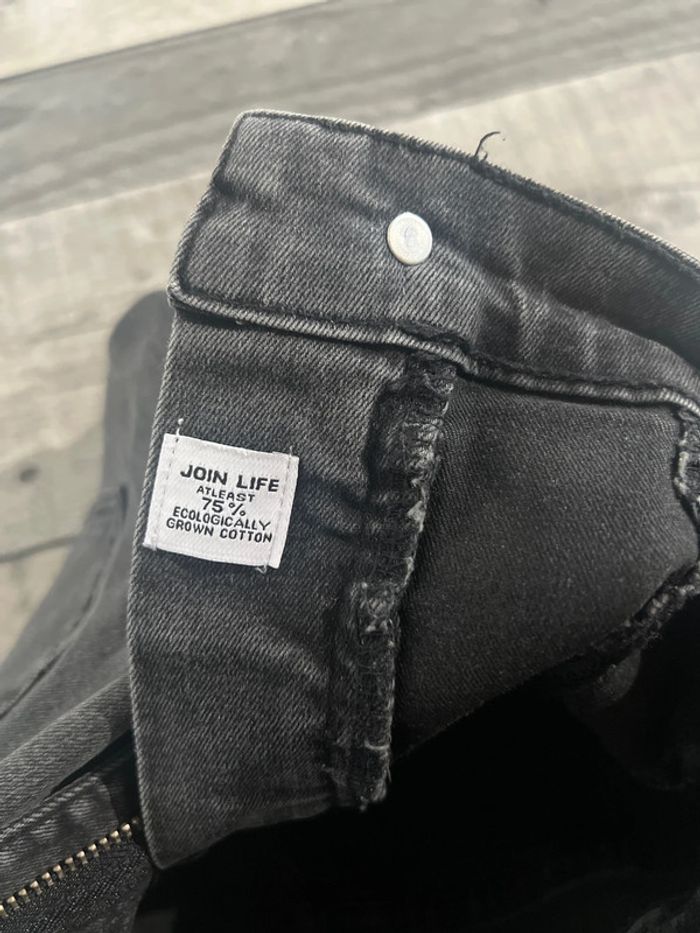 JOIN LIFE
ATLEAST
75%
ECOLOGICALLY
GROWN COTTON